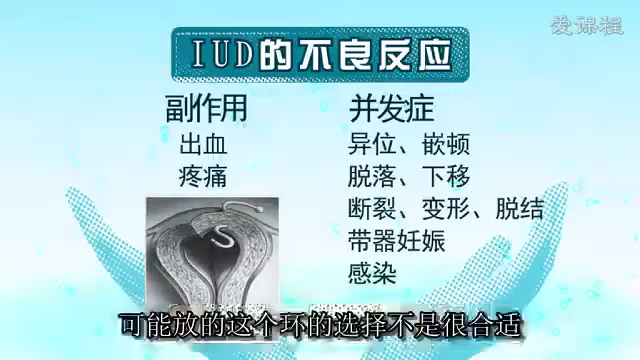 爱课程
IUD的不良反应
副作用
出血
疼痛
并发症
异位、嵌顿
脱落、下移
断裂、变形、脱结
带器妊娠
感染
可能放的这个环的选择不是很合适